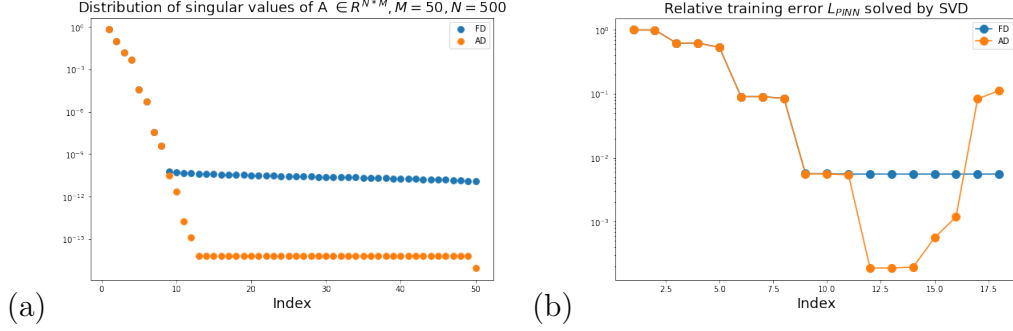 Distribution of singular values of A ∈ R^{N*M}, M = 50, N = 500
FD
AD
10^0
10^{-3}
10^{-6}
10^{-9}
10^{-12}
10^{-15}
0 10 20 30 40 50
Index
(a)
Relative training error L_{PINN} solved by SVD
FD
AD
10^0
10^{-1}
10^{-2}
10^{-3}
2.5 5.0 7.5 10.0 12.5 15.0 17.5
Index
(b)